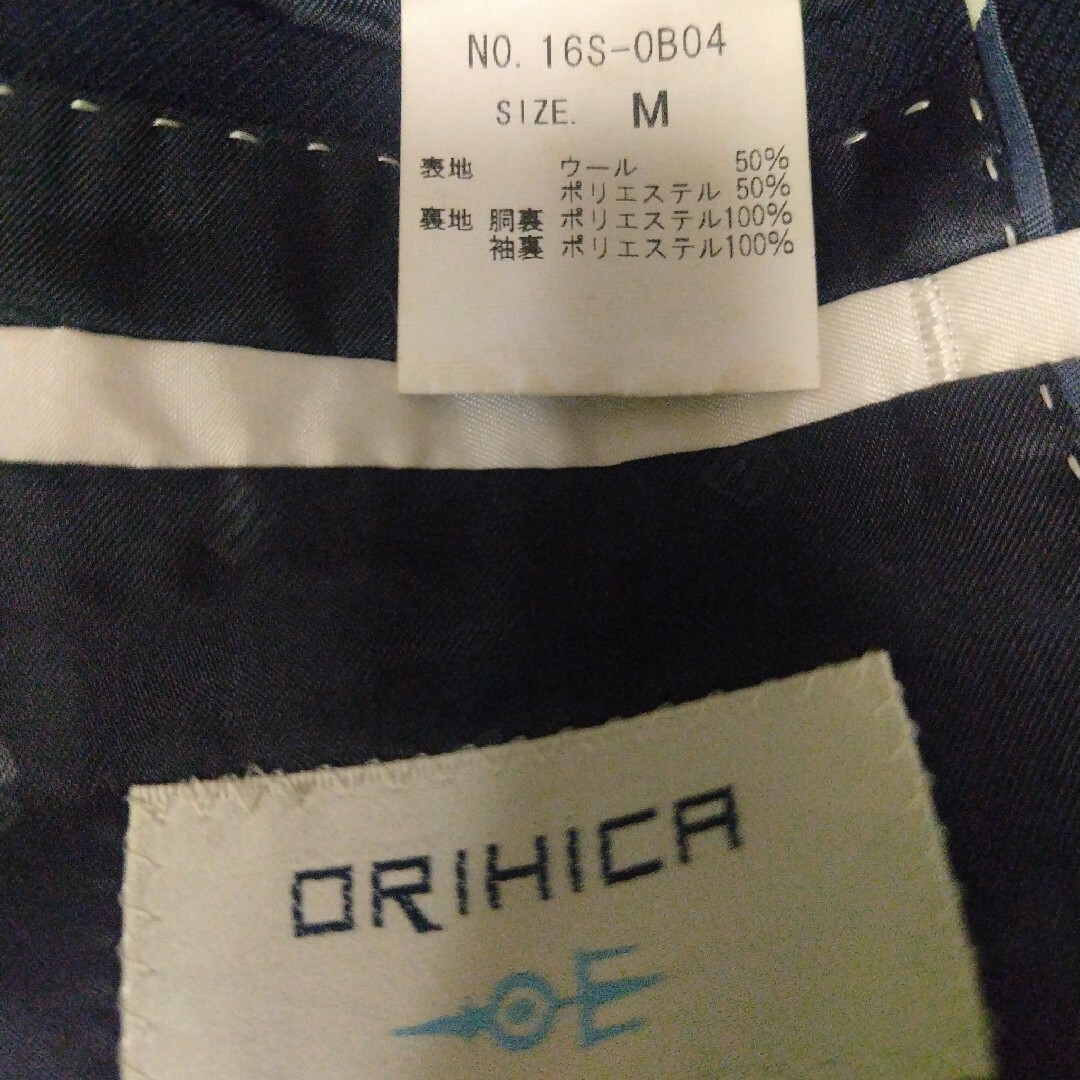 NO. 16S-0B04
SIZE. M
表地 ウール 50%
ポリエステル 50%
裏地 胴裏 ポリエステル100%
袖裏 ポリエステル100%
ORIHICA
E